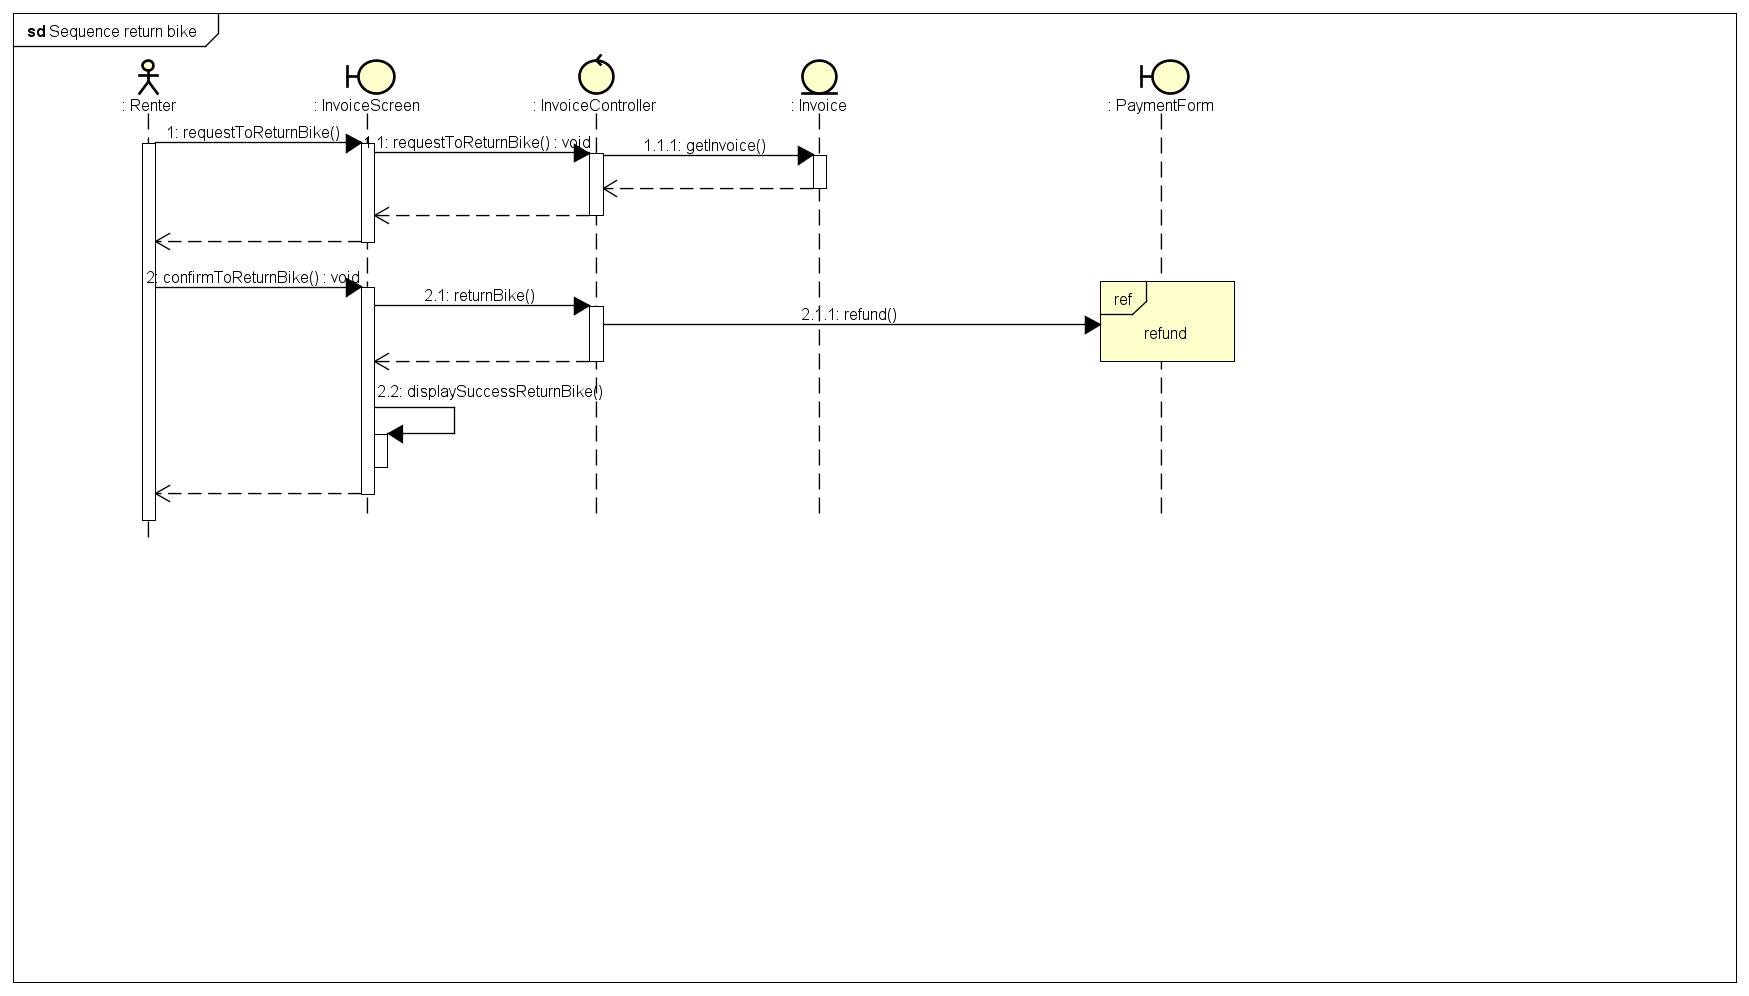 sd Sequence return bike
: Renter
: InvoiceScreen
: InvoiceController
: Invoice
: PaymentForm
1: requestToReturnBike()
1.1: requestToReturnBike() : void
1.1.1: getInvoice()
2: confirmToReturnBike() : void
2.1: returnBike()
ref
2.1.1: refund()
refund
2.2: displaySuccessReturnBike()